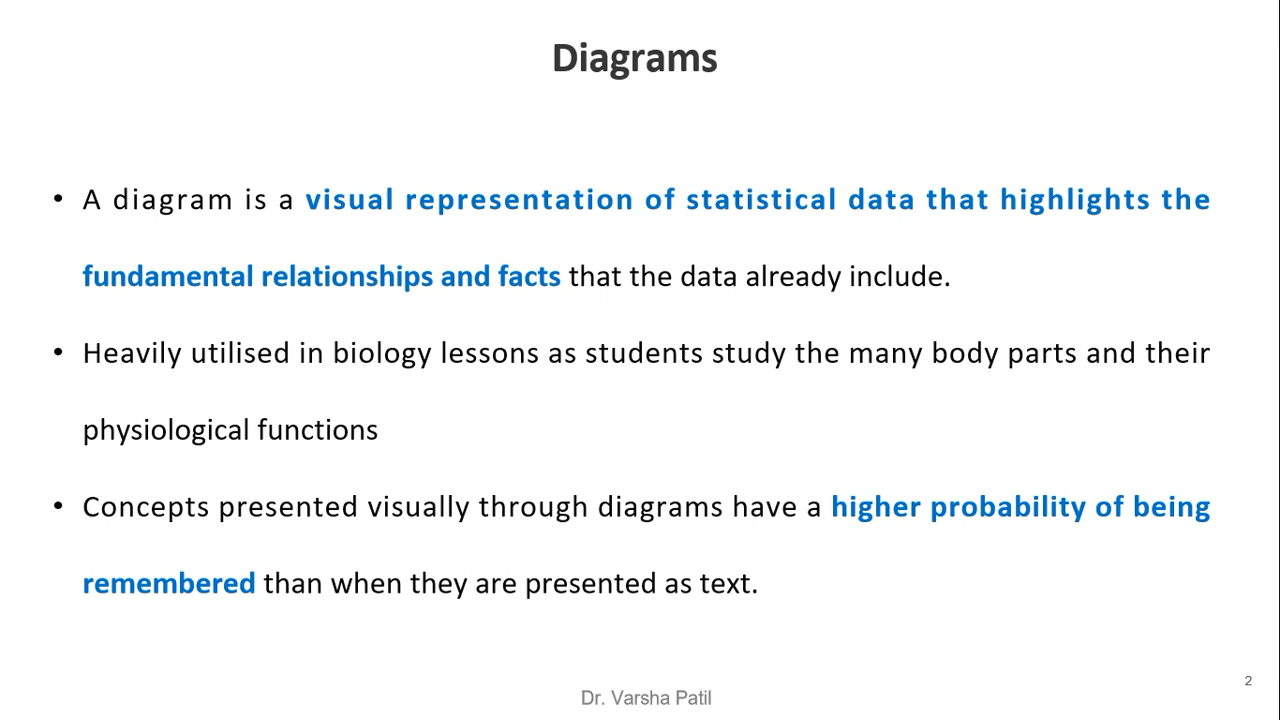 Diagrams
• A diagram is a visual representation of statistical data that highlights the
fundamental relationships and facts that the data already include.
• Heavily utilised in biology lessons as students study the many body parts and their
physiological functions
• Concepts presented visually through diagrams have a higher probability of being
remembered than when they are presented as text.
2
Dr. Varsha Patil